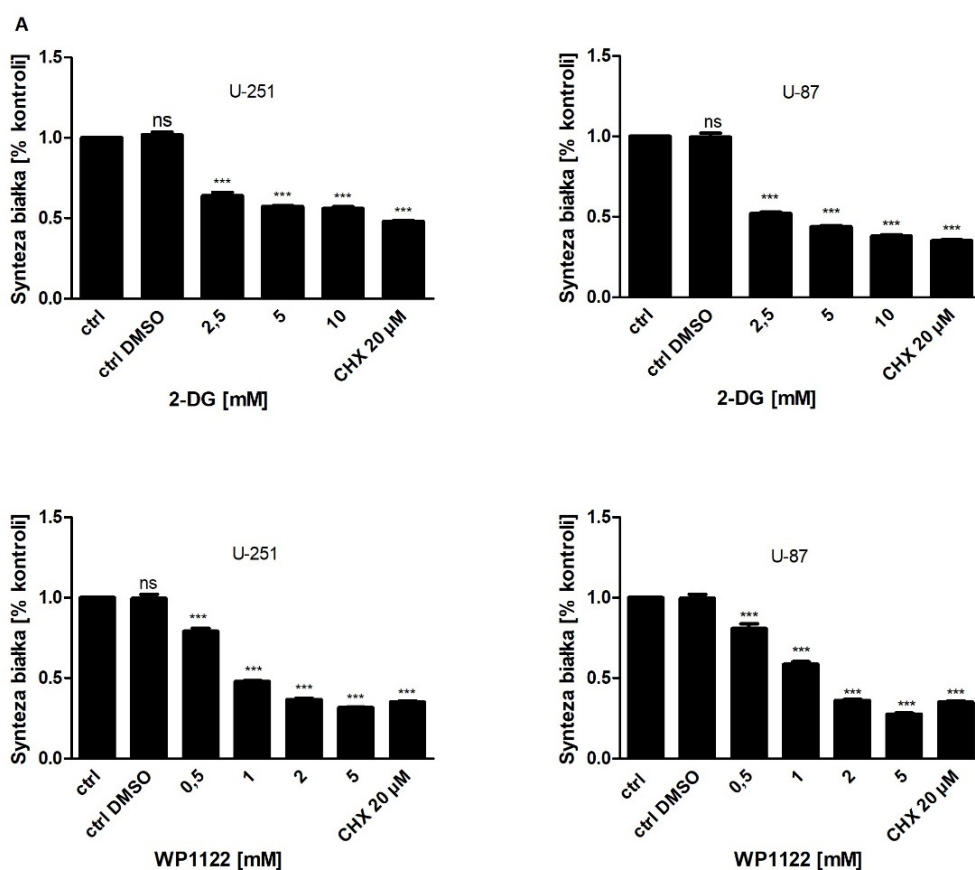 A
U-251
Synteza białka [% kontroli]
1.5
1.0
0.5
0.0
ns
***
***
***
***
ctrl
ctrl DMSO
2,5
5
10
CHX 20 µM
2-DG [mM]
U-87
Synteza białka [% kontroli]
1.5
1.0
0.5
0.0
ns
***
***
***
***
ctrl
ctrl DMSO
2,5
5
10
CHX 20 µM
2-DG [mM]
U-251
Synteza białka [% kontroli]
1.5
1.0
0.5
0.0
ns
***
***
***
***
***
ctrl
ctrl DMSO
0,5
1
2
5
CHX 20 µM
WP1122 [mM]
U-87
Synteza białka [% kontroli]
1.5
1.0
0.5
0.0
***
***
***
***
***
ctrl
ctrl DMSO
0,5
1
2
5
CHX 20 µM
WP1122 [mM]